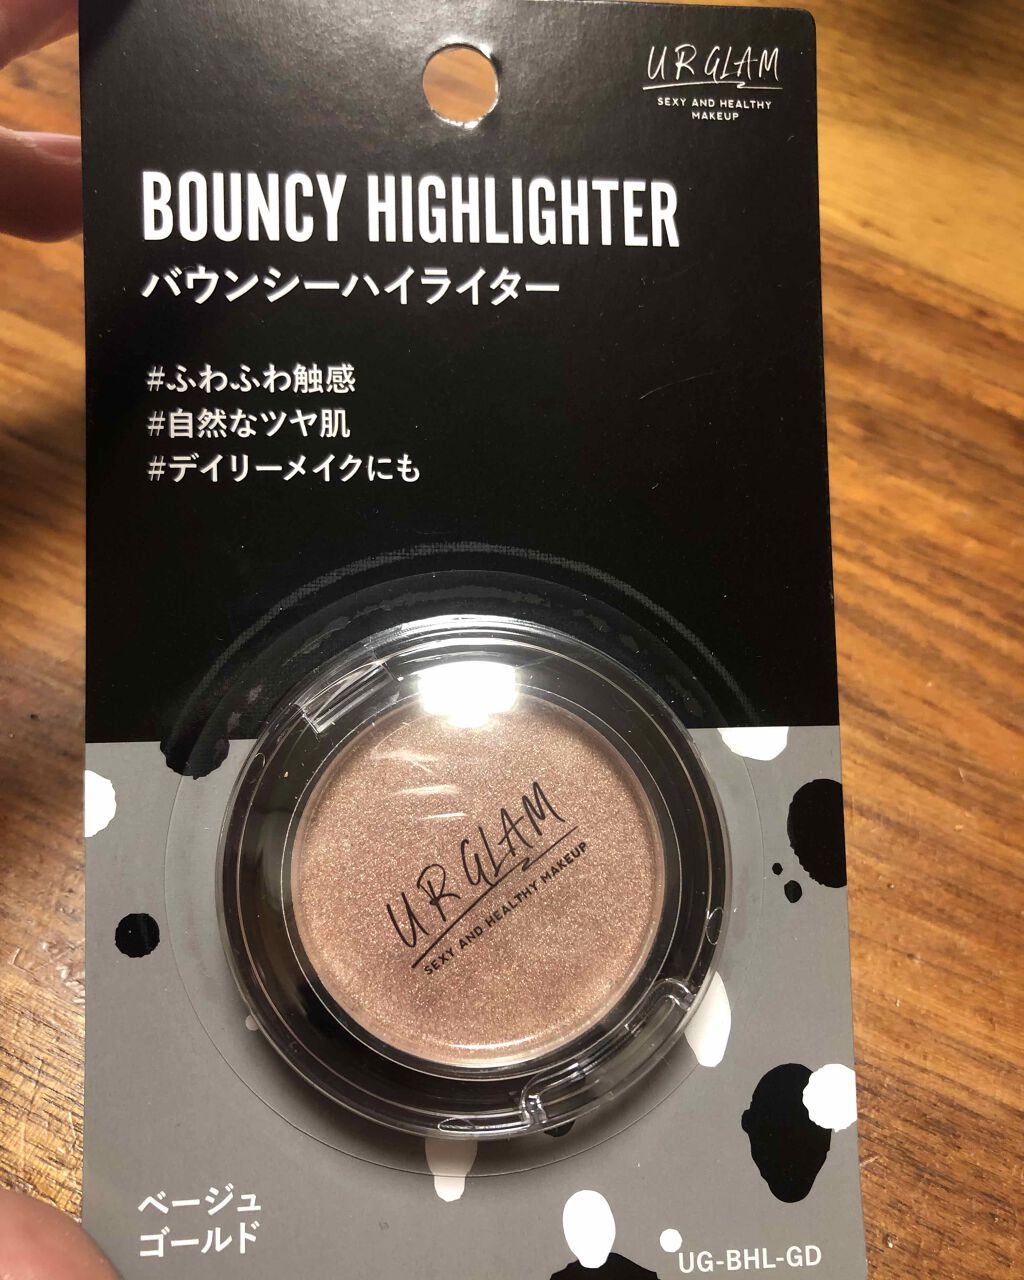 UR GLAM
SEXY AND HEALTHY
MAKEUP
BOUNCY HIGHLIGHTER
バウンシーハイライター
#ふわふわ触感
#自然なツヤ肌
#デイリーメイクにも
UR GLAM
SEXY AND HEALTHY MAKEUP
ベージュ
ゴールド
UG-BHL-GD